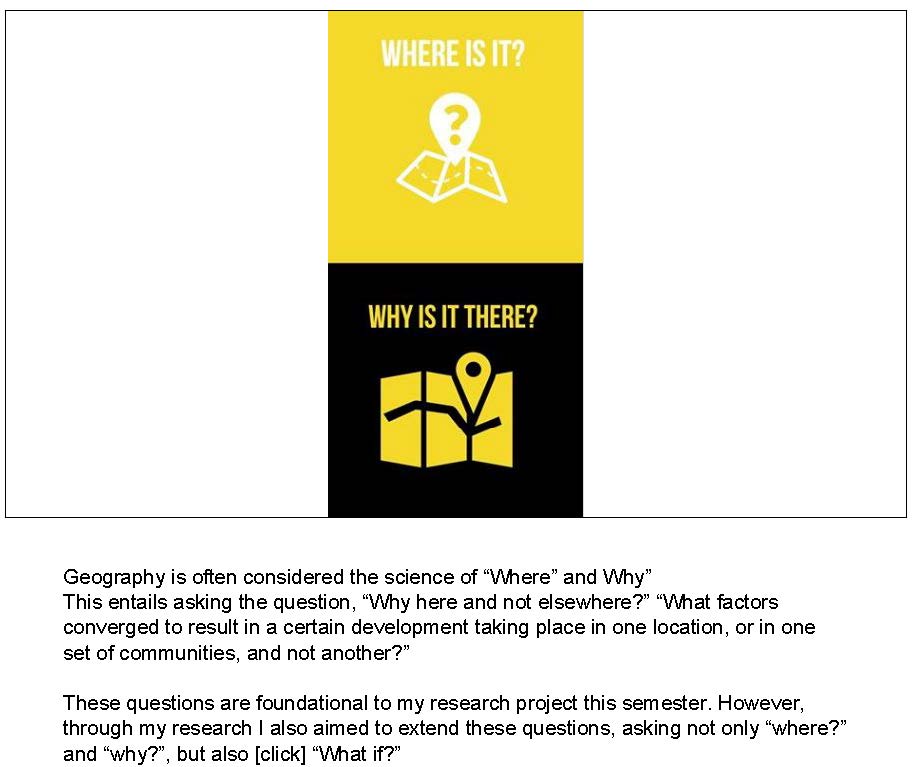 WHERE IS IT?
?
WHY IS IT THERE?
Geography is often considered the science of “Where” and Why”
This entails asking the question, “Why here and not elsewhere?” “What factors
converged to result in a certain development taking place in one location, or in one
set of communities, and not another?”
These questions are foundational to my research project this semester. However,
through my research I also aimed to extend these questions, asking not only “where?”
and “why?”, but also [click] “What if?”